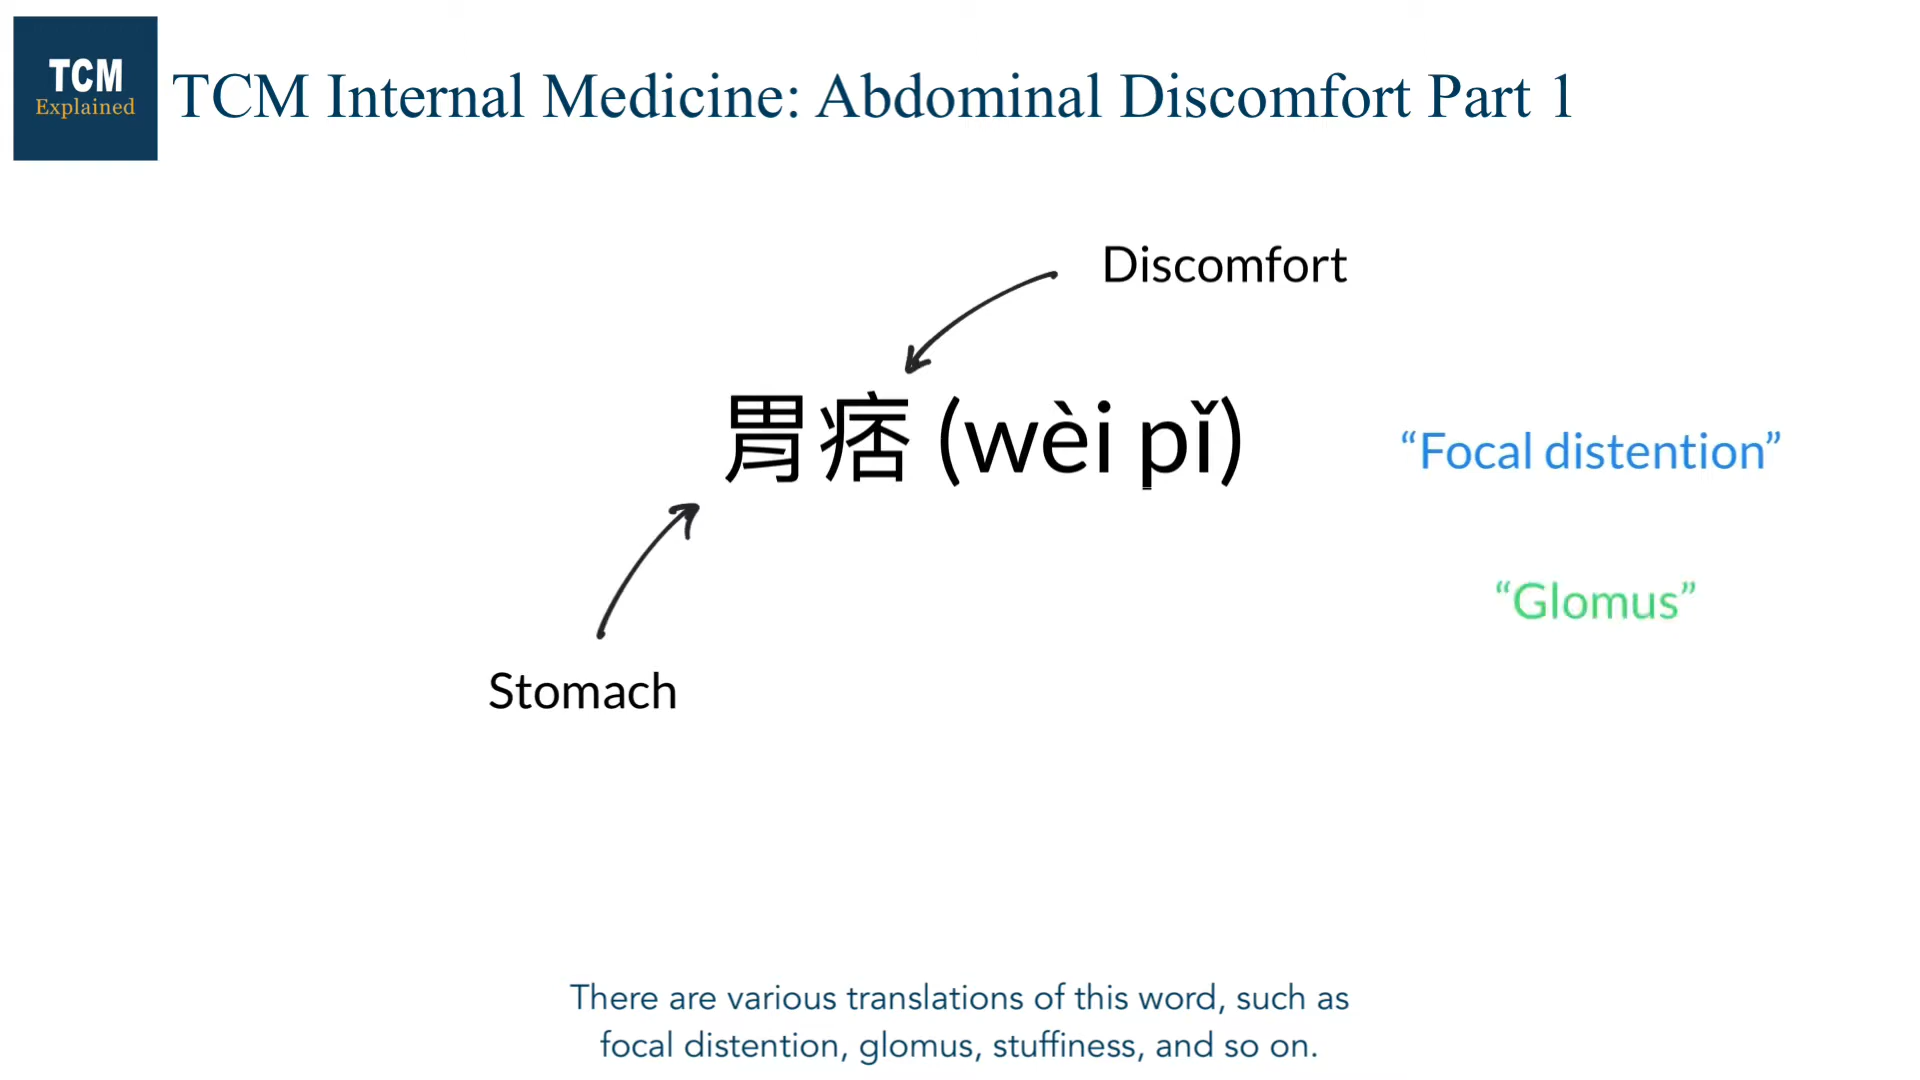 TCM
Explained
TCM Internal Medicine: Abdominal Discomfort Part 1
Discomfort
胃痞 (wèi pǐ)
“Focal distention”
“Glomus”
Stomach
There are various translations of this word, such as
focal distention, glomus, stuffiness, and so on.